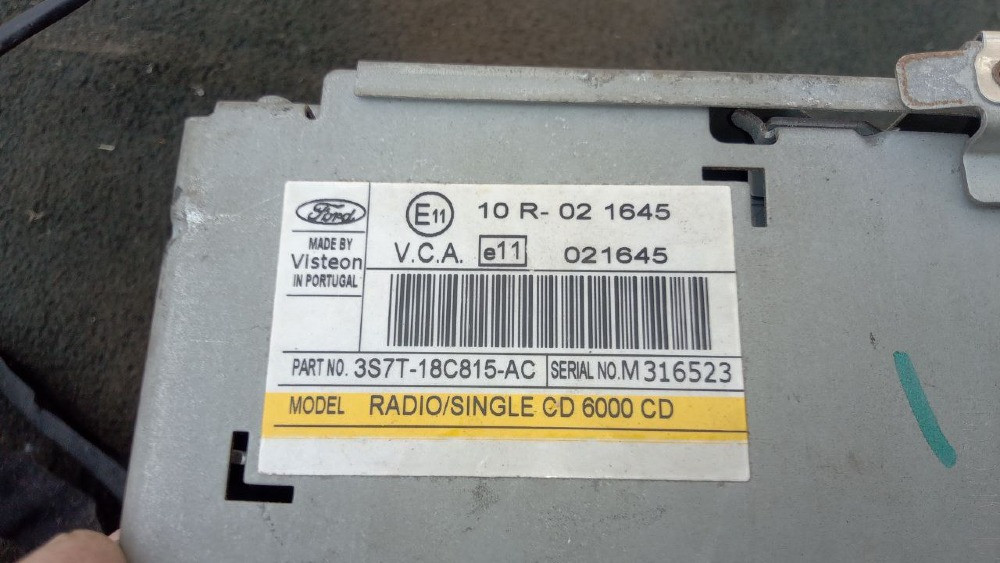 Ford
MADE BY
Visteon
IN PORTUGAL
E11 10 R- 02 1645
V.C.A. e11 021645
PART NO. 3S7T-18C815-AC SERIAL NO. M316523
MODEL RADIO/SINGLE CD 6000 CD